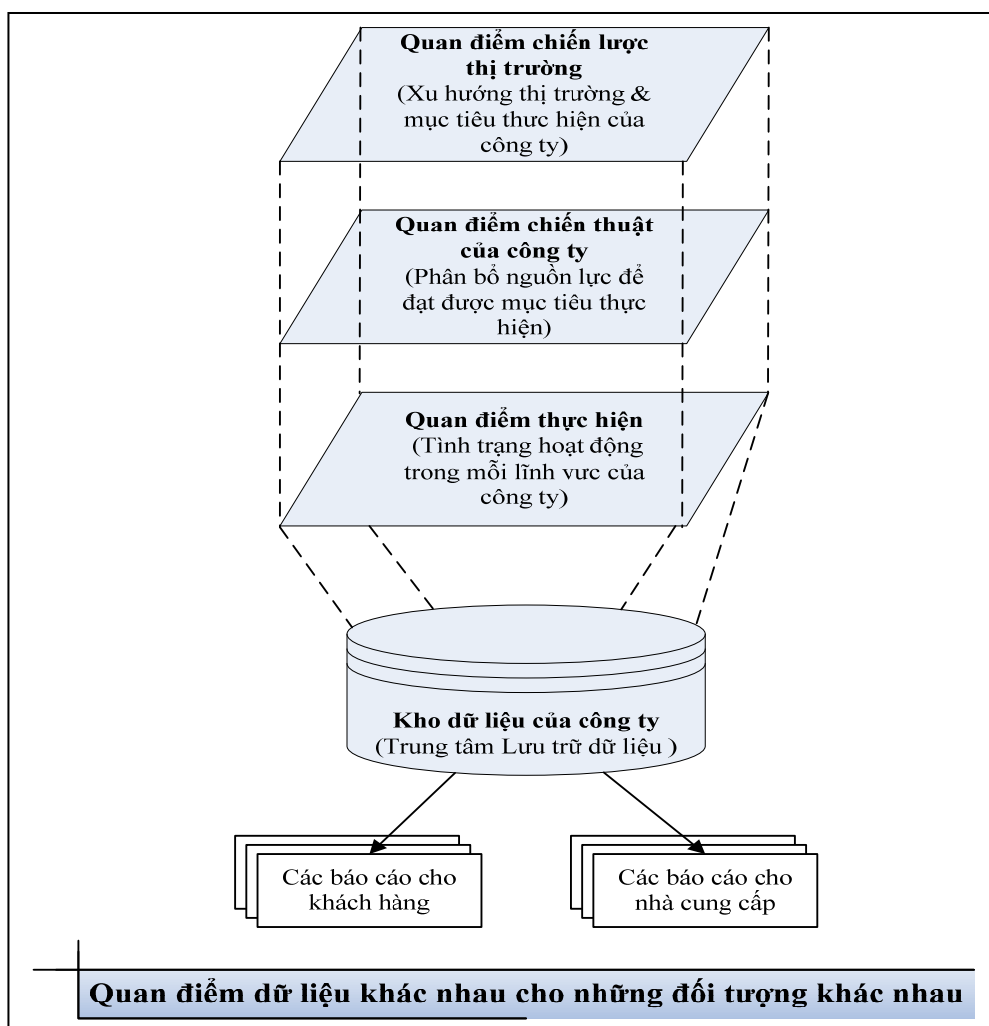 Quan điểm chiến lược
thị trường
(Xu hướng thị trường &
mục tiêu thưc hiện của
công ty)
Quan điểm chiến thuật
của công ty
(Phân bổ nguồn lực để
đạt được mục tiêu thực
hiện)
Quan điểm thực hiện
(Tình trạng hoạt động
trong mỗi lĩnh vưc của
công ty)
Kho dữ liệu của công ty
(Trung tâm Lưu trữ dữ liệu )
Các báo cáo cho
khách hàng
Các báo cáo cho
nhà cung cấp
Quan điểm dữ liệu khác nhau cho những đối tượng khác nhau